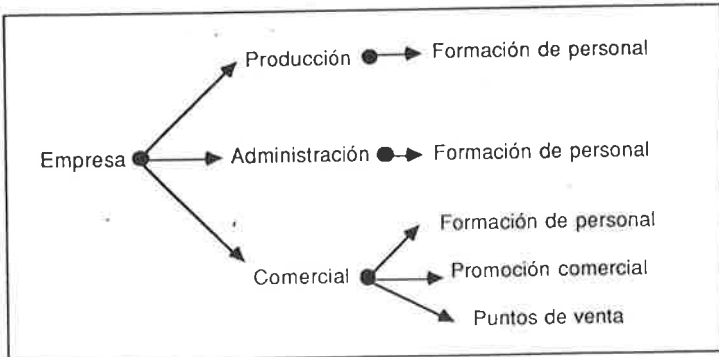 Producción
Formación de personal
Empresa
Administración
Formación de personal
Comercial
Formación de personal
Promoción comercial
Puntos de venta